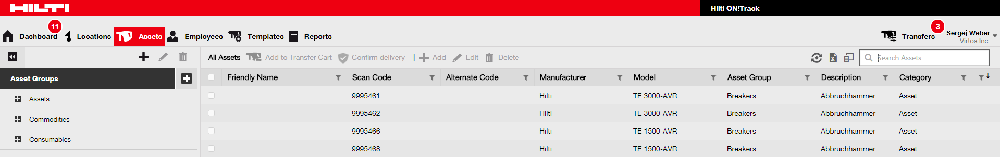 HILTI
Hilti ON!Track
Dashboard 11 Locations Assets Employees Templates Reports Transfers 3 Sergej Weber
Virtos Inc.
All Assets Add to Transfer Cart Confirm delivery | Add Edit Delete Search Assets
Asset Groups
Assets
Commodities
Consumables
Friendly Name Scan Code Alternate Code Manufacturer Model Asset Group Description Category
9995461 Hilti TE 3000-AVR Breakers Abbruchhammer Asset
9995462 Hilti TE 3000-AVR Breakers Abbruchhammer Asset
9995466 Hilti TE 1500-AVR Breakers Abbruchhammer Asset
9995468 Hilti TE 1500-AVR Breakers Abbruchhammer Asset